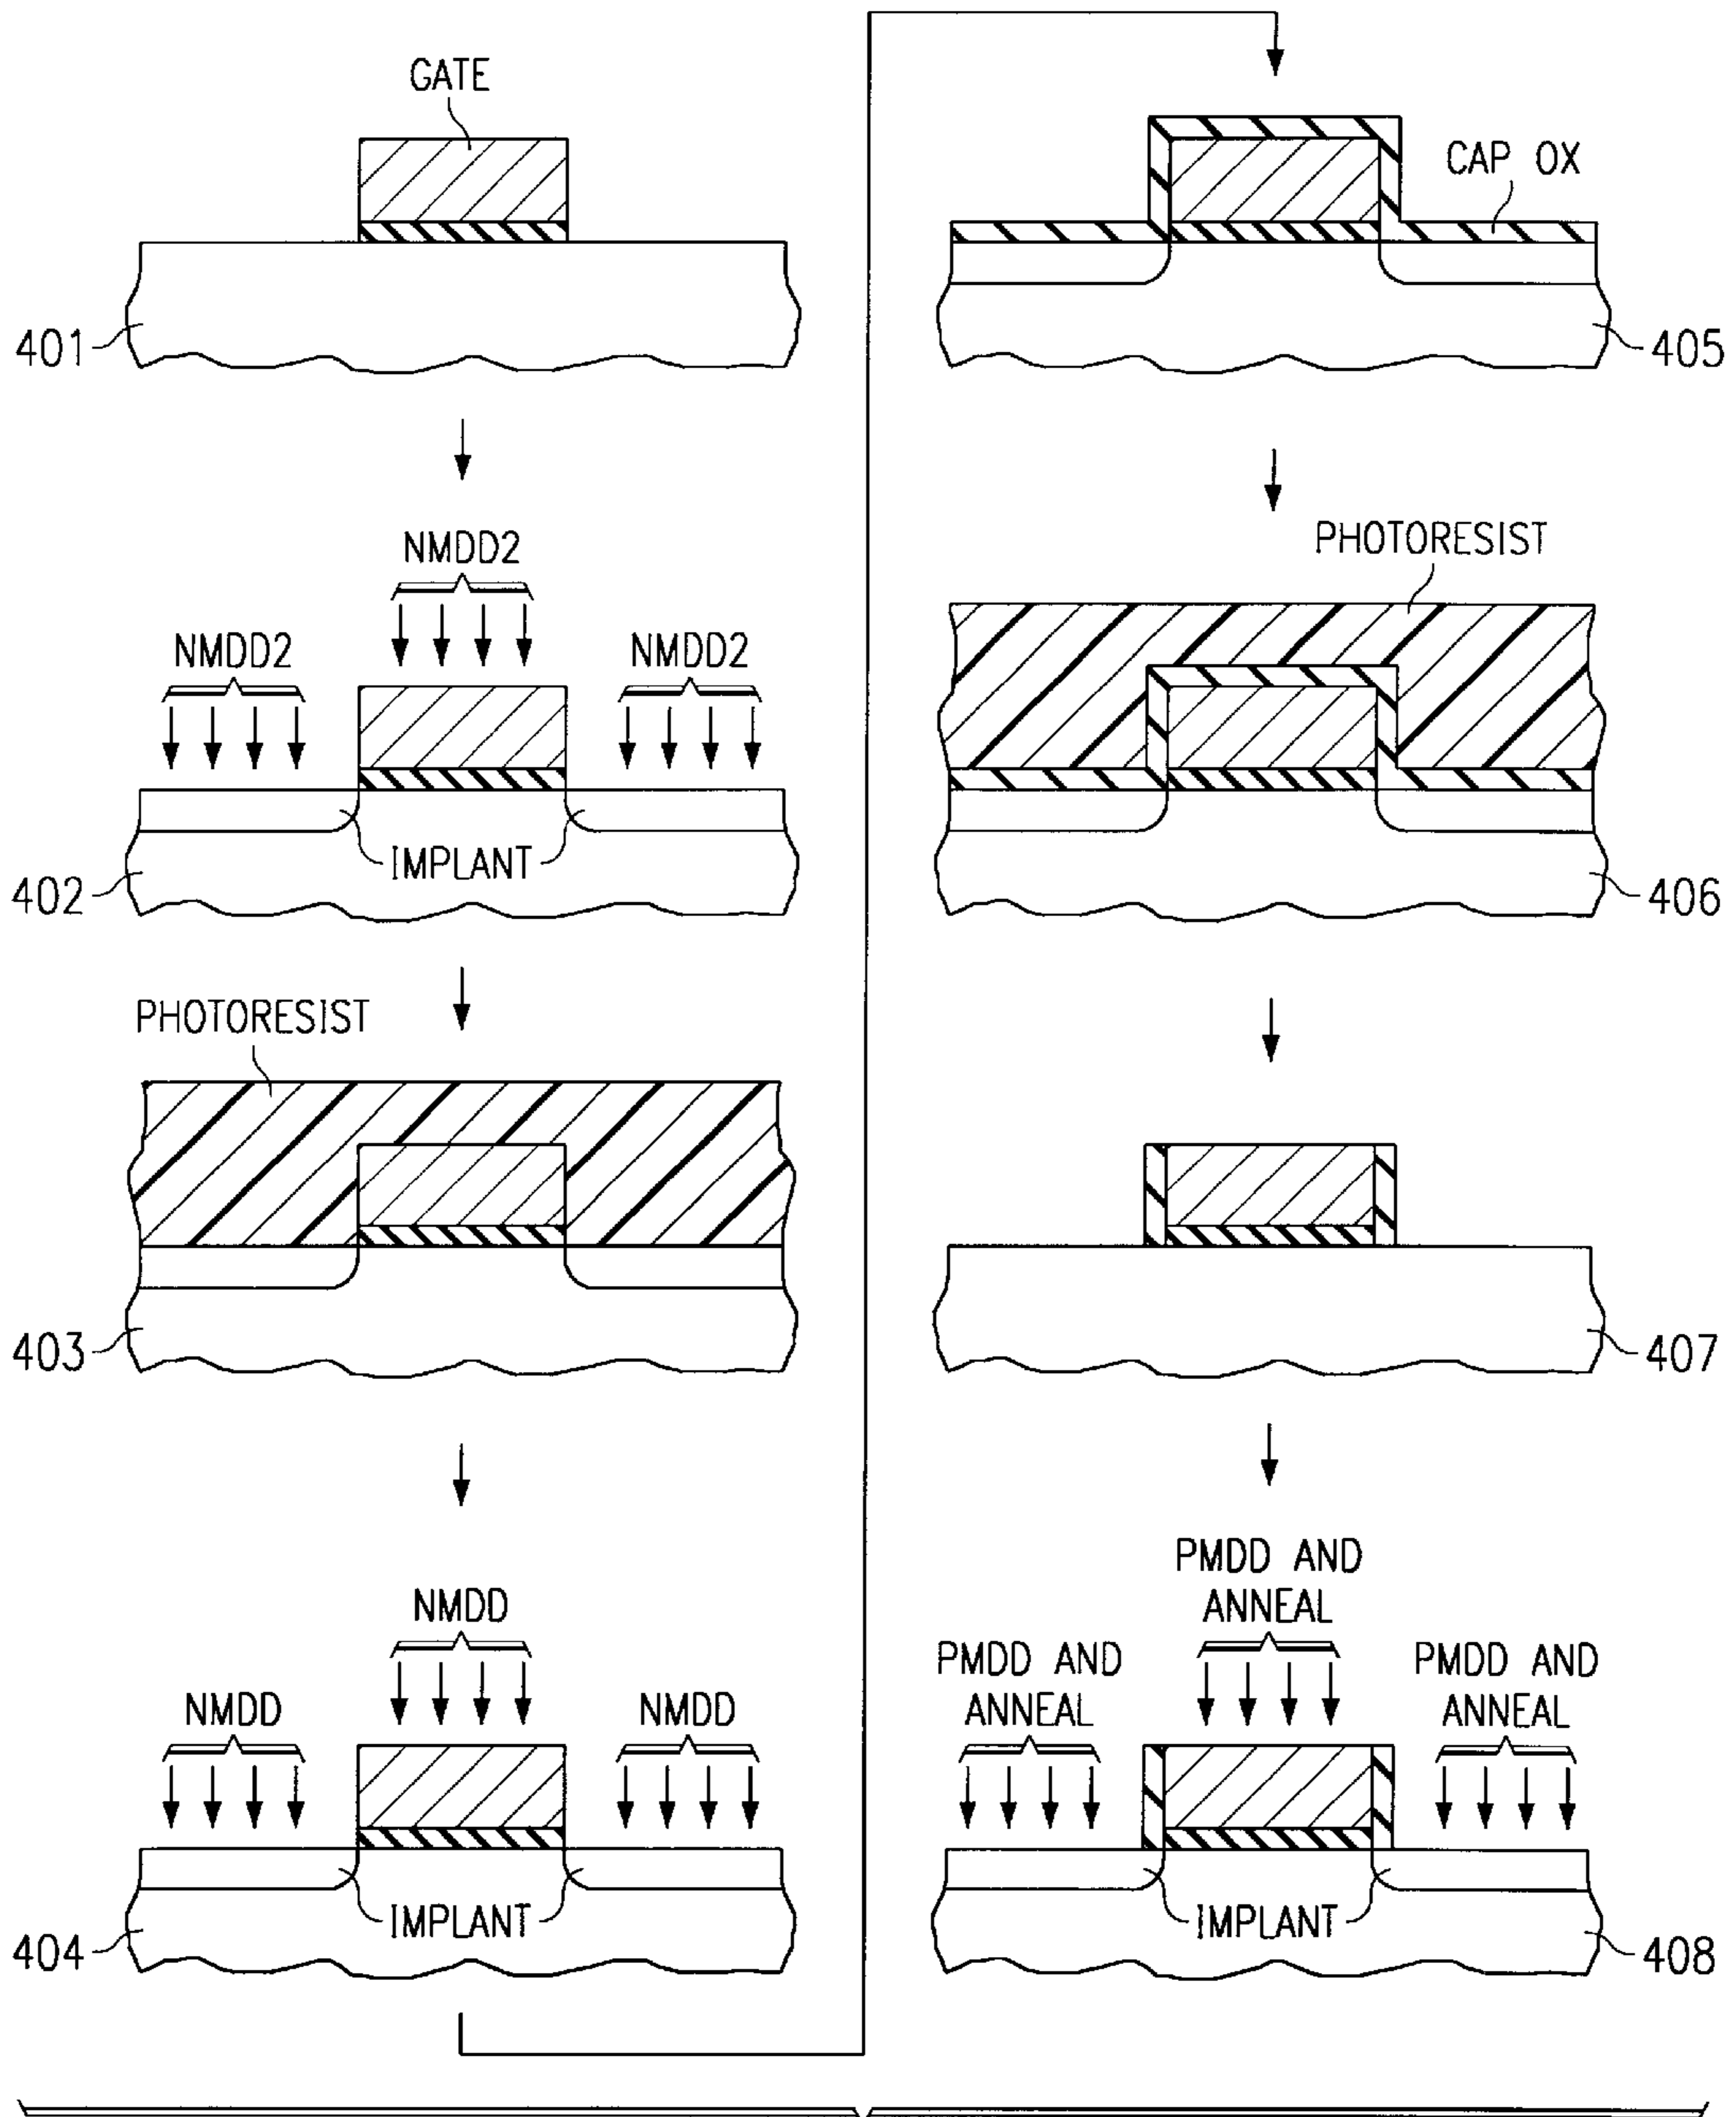 GATE
401
NMDD2
NMDD2
NMDD2
IMPLANT
402
PHOTORESIST
403
NMDD
NMDD
NMDD
IMPLANT
404
CAP OX
405
PHOTORESIST
406
407
PMDD AND
ANNEAL
PMDD AND
ANNEAL
PMDD AND
ANNEAL
IMPLANT
408